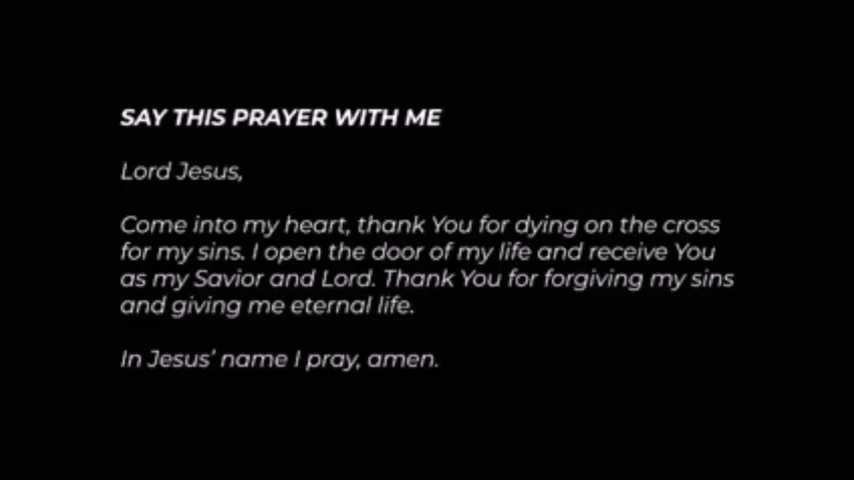 SAY THIS PRAYER WITH ME
Lord Jesus,
Come into my heart, thank You for dying on the cross
for my sins. I open the door of my life and receive You
as my Savior and Lord. Thank You for forgiving my sins
and giving me eternal life.
In Jesus’ name I pray, amen.